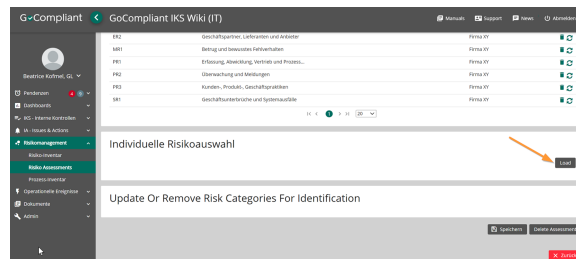 GoCompliant
GoCompliant IKS Wiki (IT)
Manuals
Support
News
Abmelden
Beatrice Kofmel, GL
Pendenzen
Dashboards
IKS - Interne Kontrollen
IA - Issues & Actions
Risikomanagement
Risiko-Inventar
Risiko Assessments
Prozess-Inventar
Operationelle Ereignisse
Dokumente
Admin
ER2 Geschäftspartner, Lieferanten und Anbieter Firma XY
MR1 Betrug und bewusstes Fehlverhalten Firma XY
PR1 Erfassung, Abwicklung, Vertrieb und Prozess... Firma XY
PR2 Überwachung und Meldungen Firma XY
PR3 Kunden-, Produkt-, Geschäftspraktiken Firma XY
SR1 Geschäftsunterbrüche und Systemausfälle Firma XY
1 20
Individuelle Risikoauswahl
Load
Update Or Remove Risk Categories For Identification
Speichern Delete Assessment
Zurück